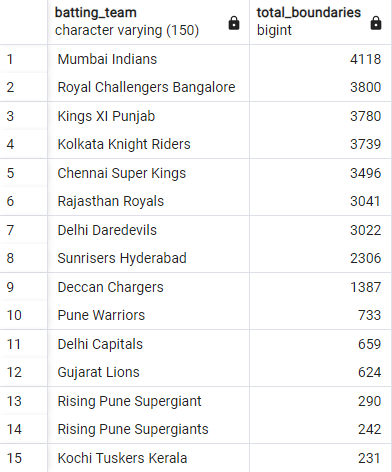 batting_team total_boundaries
character varying (150) bigint
1 Mumbai Indians 4118
2 Royal Challengers Bangalore 3800
3 Kings XI Punjab 3780
4 Kolkata Knight Riders 3739
5 Chennai Super Kings 3496
6 Rajasthan Royals 3041
7 Delhi Daredevils 3022
8 Sunrisers Hyderabad 2306
9 Deccan Chargers 1387
10 Pune Warriors 733
11 Delhi Capitals 659
12 Gujarat Lions 624
13 Rising Pune Supergiant 290
14 Rising Pune Supergiants 242
15 Kochi Tuskers Kerala 231